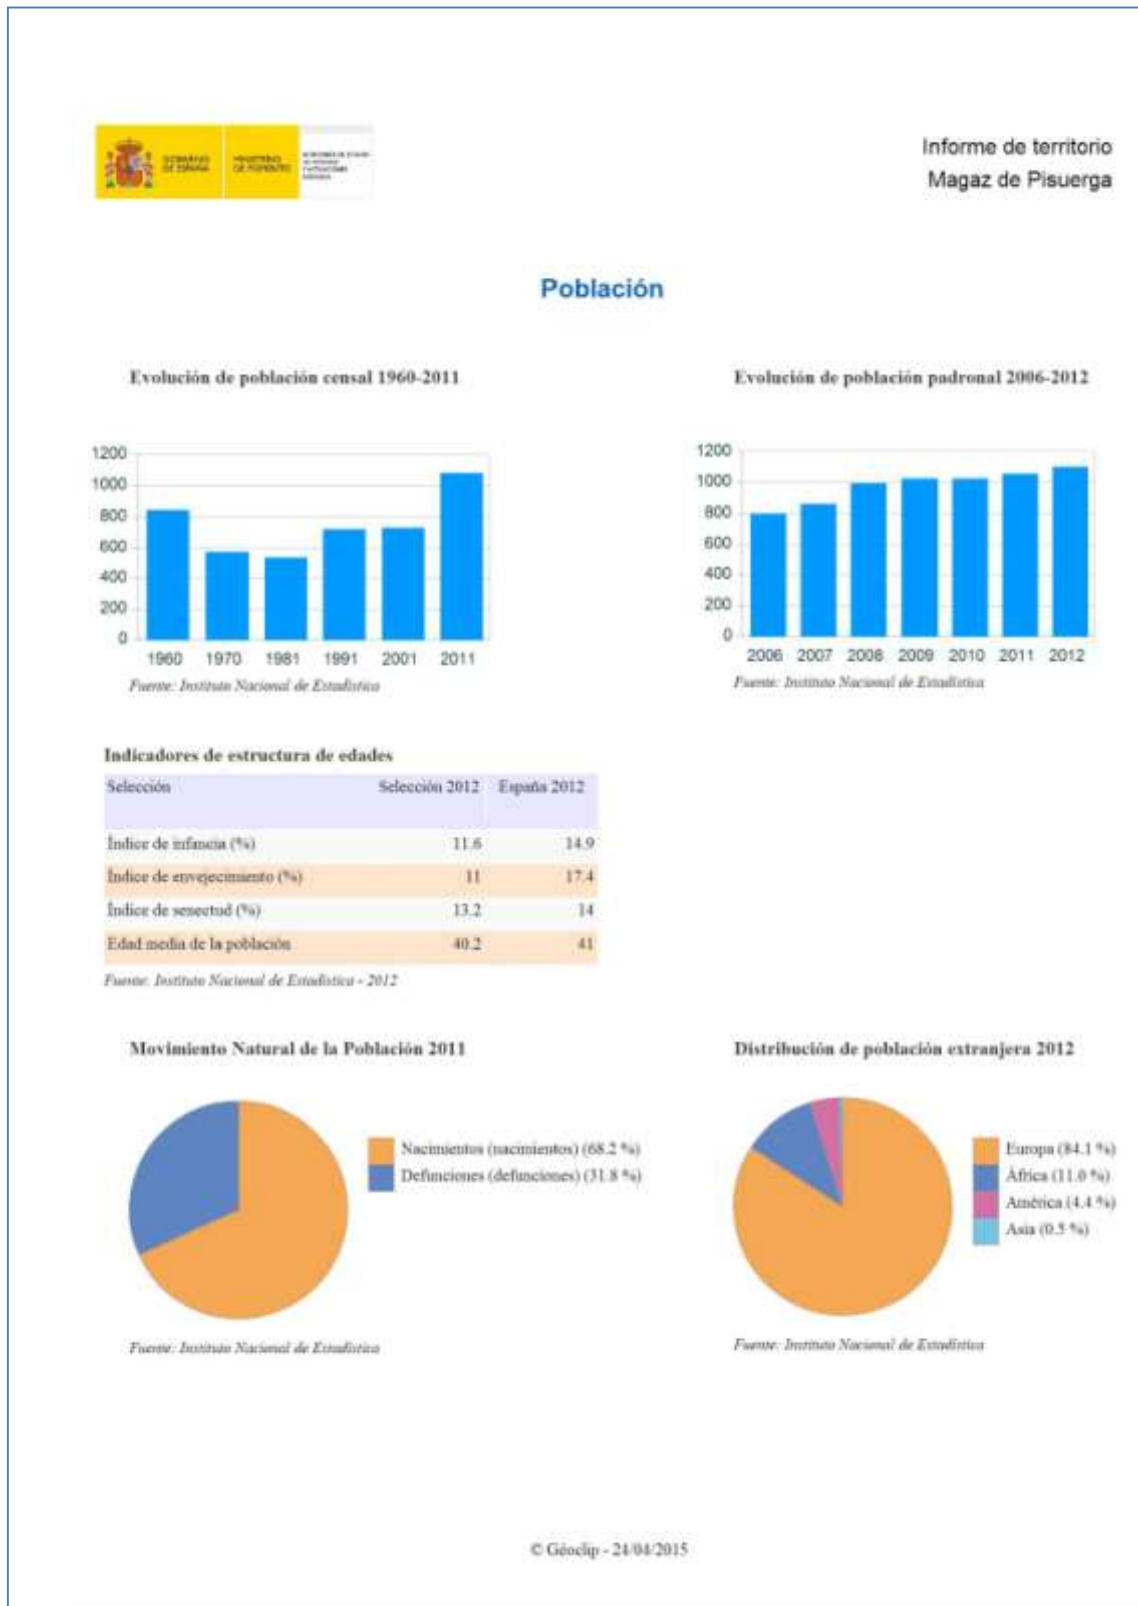 GOBIERNO
DE ESPAÑA
MINISTERIO
DE FOMENTO
Informe de territorio
Magaz de Pisuerga
Población
Evolución de población censal 1960-2011
1200
1000
800
600
400
200
0
1960 1970 1981 1991 2001 2011
Fuente: Instituto Nacional de Estadística
Evolución de población padronal 2006-2012
1200
1000
800
600
400
200
0
2006 2007 2008 2009 2010 2011 2012
Fuente: Instituto Nacional de Estadística
Indicadores de estructura de edades
Selección Selección 2012 España 2012
Índice de infancia (%) 11.6 14.9
Índice de envejecimiento (%) 11 17.4
Índice de senectud (%) 13.2 14
Edad media de la población 40.2 41
Fuente: Instituto Nacional de Estadística - 2012
Movimiento Natural de la Población 2011
Nacimientos (nacimientos) (68.2 %)
Defunciones (defunciones) (31.8 %)
Fuente: Instituto Nacional de Estadística
Distribución de población extranjera 2012
Europa (84.1 %)
África (11.0 %)
América (4.4 %)
Asia (0.5 %)
Fuente: Instituto Nacional de Estadística
© Géoclip - 24/04/2015